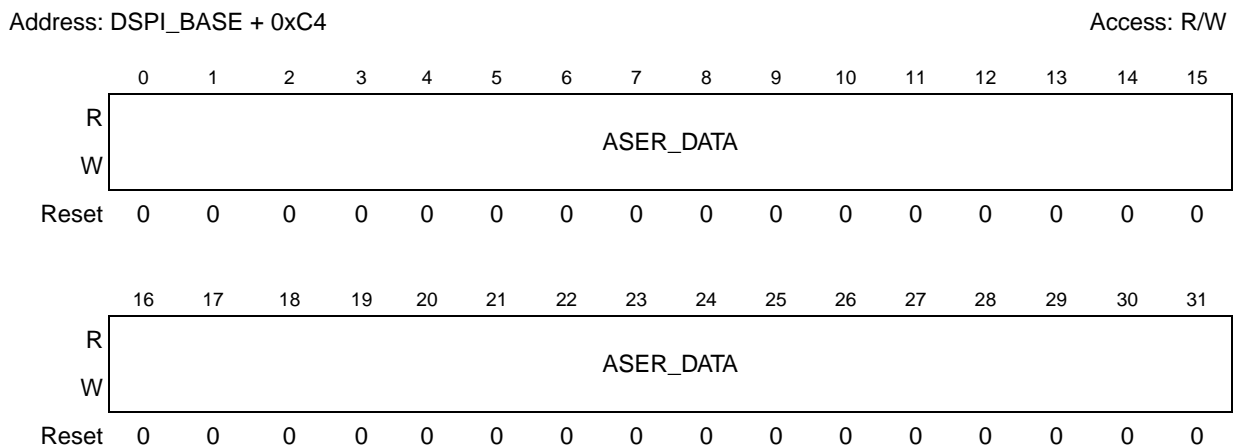 Address: DSPI_BASE + 0xC4 Access: R/W
0 1 2 3 4 5 6 7 8 9 10 11 12 13 14 15
R
ASER_DATA
W
Reset 0 0 0 0 0 0 0 0 0 0 0 0 0 0 0 0
16 17 18 19 20 21 22 23 24 25 26 27 28 29 30 31
R
ASER_DATA
W
Reset 0 0 0 0 0 0 0 0 0 0 0 0 0 0 0 0